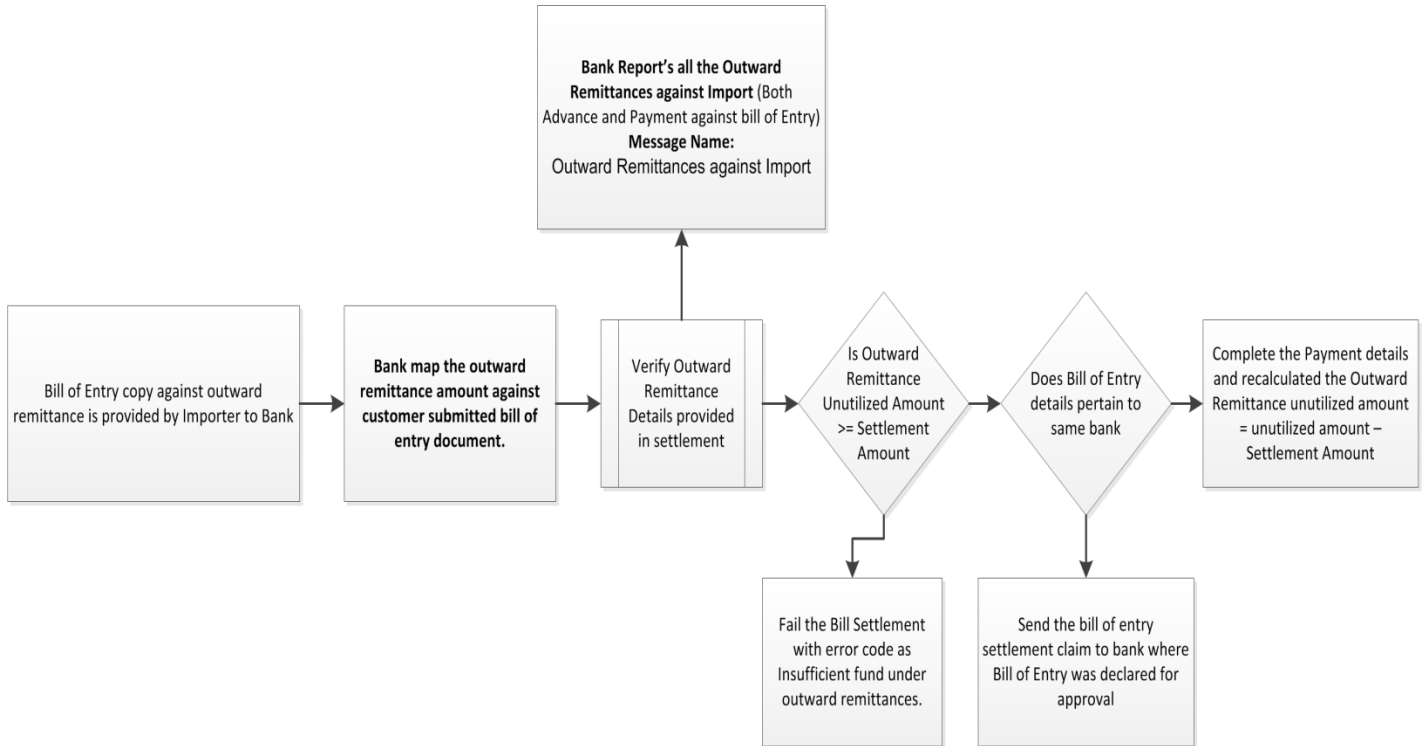 Bank Report's all the Outward
Remittances against Import (Both
Advance and Payment against bill of Entry)
Message Name:
Outward Remittances against Import
Bill of Entry copy against outward
remittance is provided by Importer to Bank
Bank map the outward
remittance amount against
customer submitted bill of
entry document.
Verify Outward
Remittance
Details provided
in settlement
Is Outward
Remittance
Unutilized Amount
>= Settlement
Amount
Does Bill of Entry
details pertain to
same bank
Complete the Payment details
and recalculated the Outward
Remittance unutilized amount
= unutilized amount –
Settlement Amount
Fail the Bill Settlement
with error code as
Insufficient fund under
outward remittances.
Send the bill of entry
settlement claim to bank where
Bill of Entry was declared for
approval